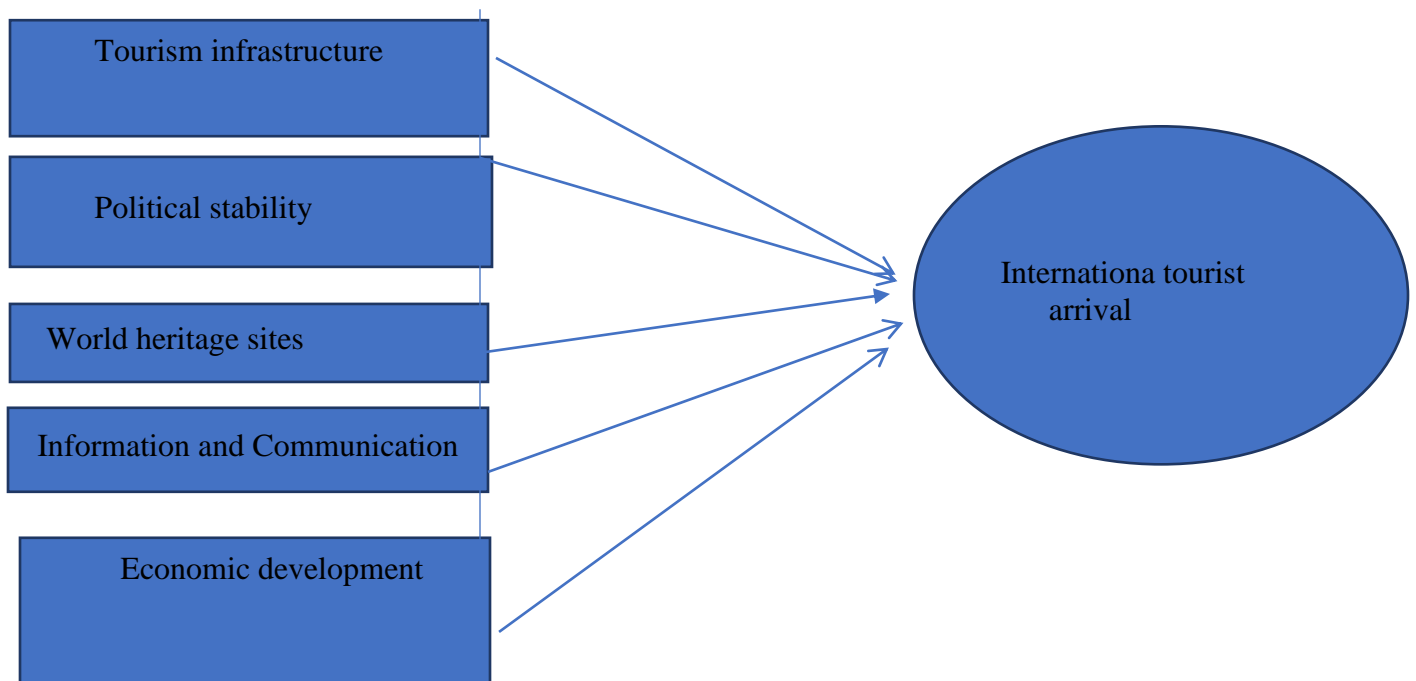 Tourism infrastructure
Political stability
World heritage sites
Information and Communication
Economic development
Internationa tourist
arrival